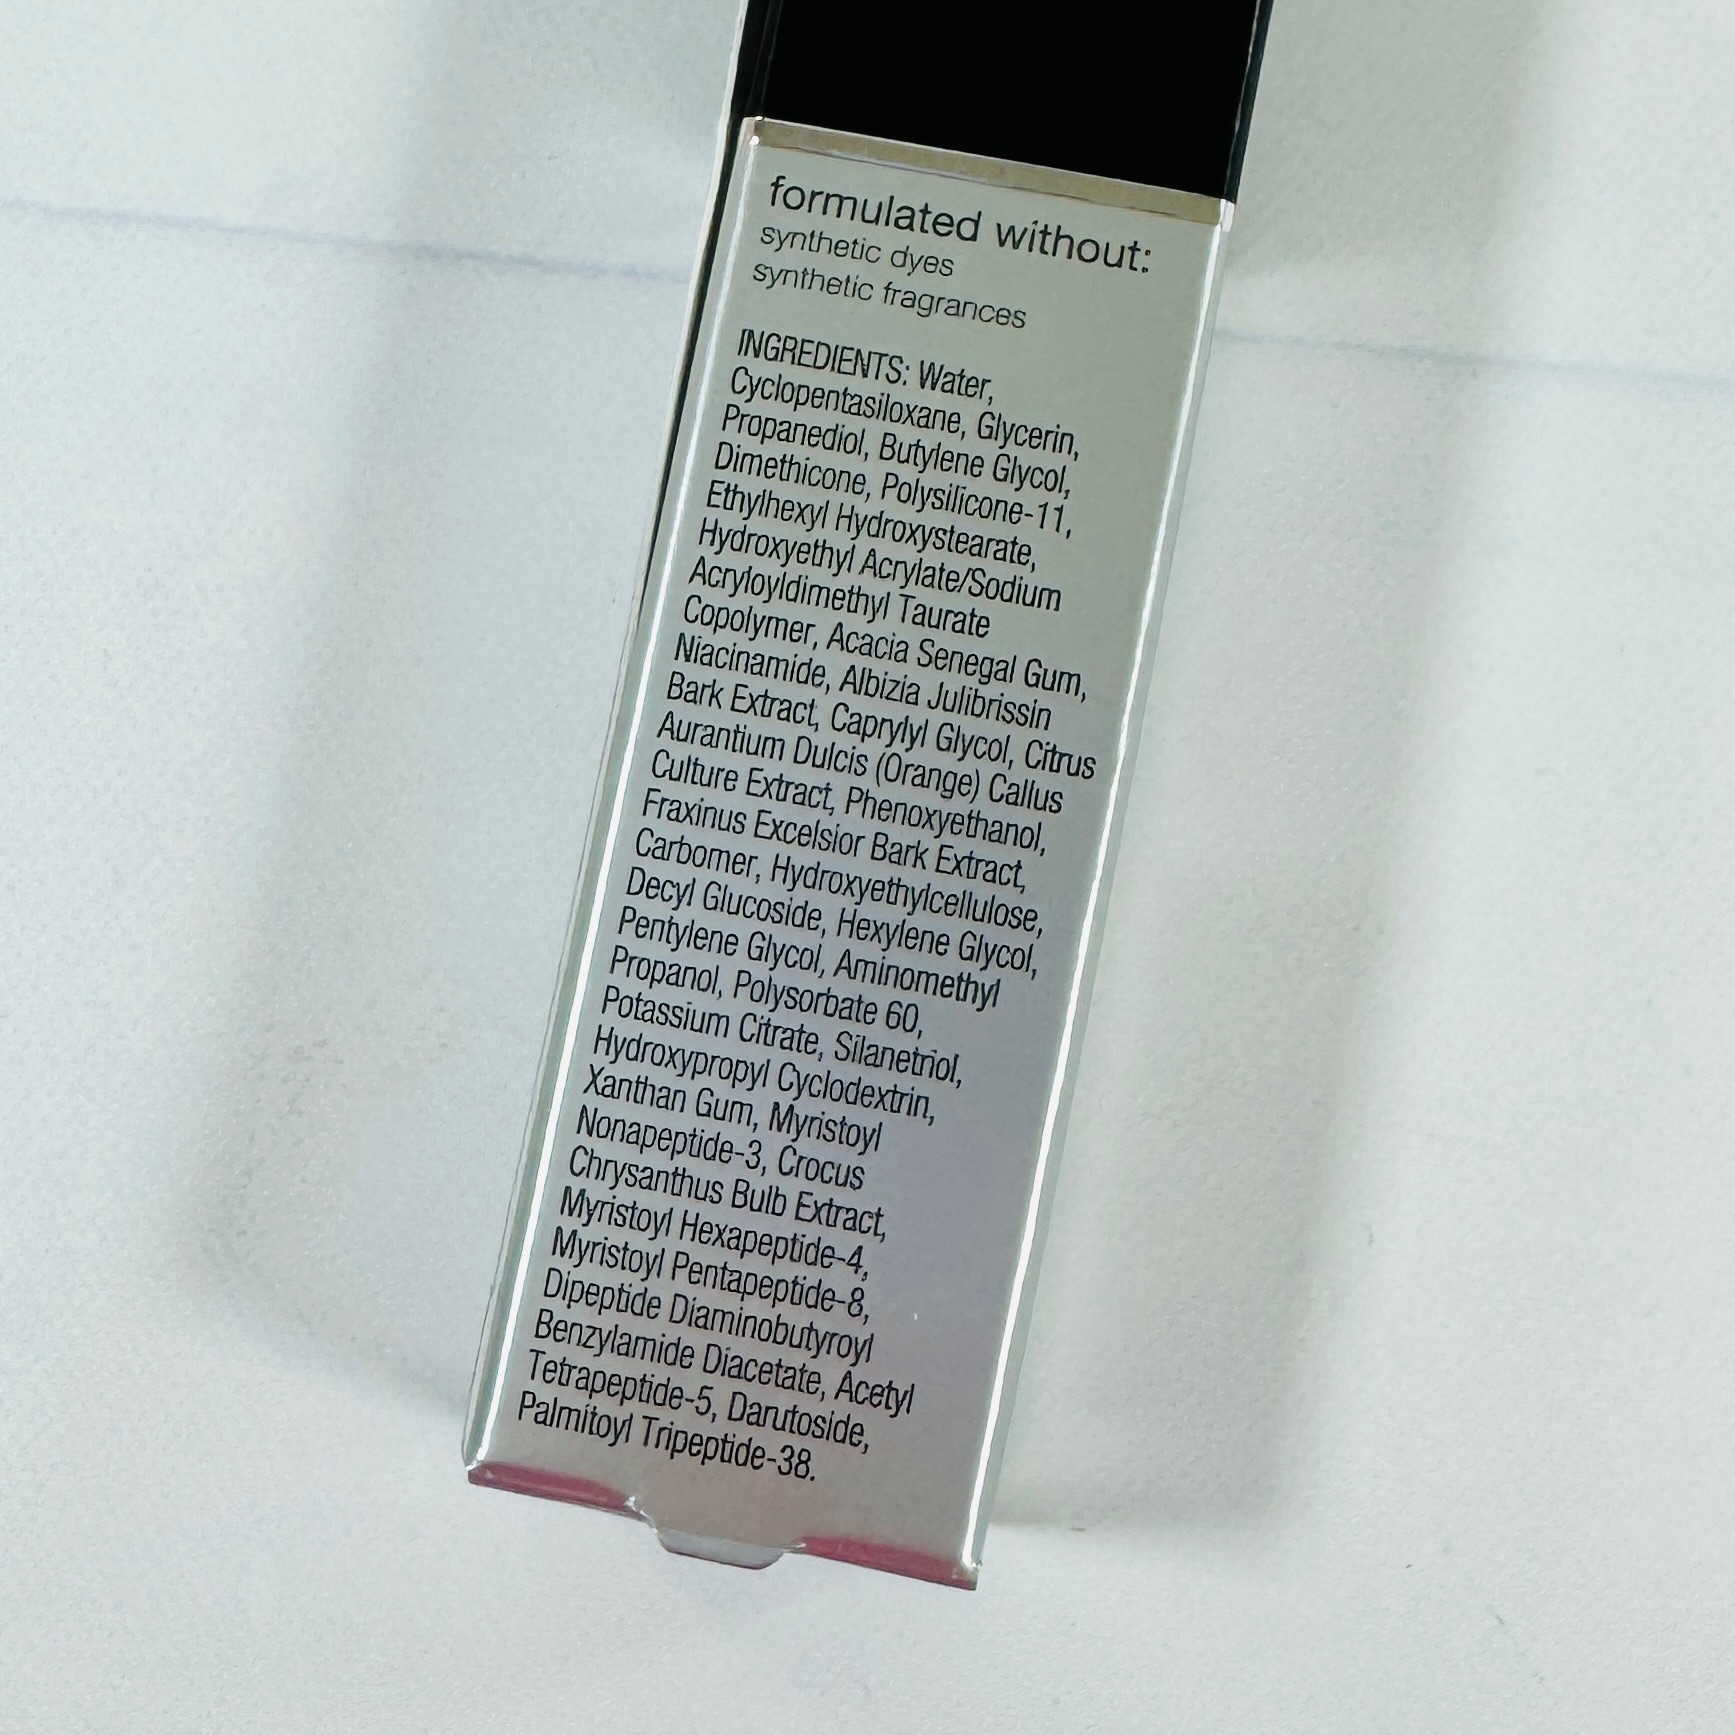 formulated without:
synthetic dyes
synthetic fragrances
INGREDIENTS: Water,
Cyclopentasiloxane, Glycerin,
Propanediol, Butylene Glycol,
Dimethicone, Polysilicone-11,
Ethylhexyl Hydroxystearate,
Hydroxyethyl Acrylate/Sodium
Acryloyldimethyl Taurate
Copolymer, Acacia Senegal Gum,
Niacinamide, Albizia Julibrissin
Bark Extract, Caprylyl Glycol, Citrus
Aurantium Dulcis (Orange) Callus
Culture Extract, Phenoxyethanol,
Fraxinus Excelsior Bark Extract,
Carbomer, Hydroxyethylcellulose,
Decyl Glucoside, Hexylene Glycol,
Pentylene Glycol, Aminomethyl
Propanol, Polysorbate 60,
Potassium Citrate, Silanetriol,
Hydroxypropyl Cyclodextrin,
Xanthan Gum, Myristoyl
Nonapeptide-3, Crocus
Chrysanthus Bulb Extract,
Myristoyl Hexapeptide-4,
Myristoyl Pentapeptide-8,
Dipeptide Diaminobutyroyl
Benzylamide Diacetate, Acetyl
Tetrapeptide-5, Darutoside,
Palmitoyl Tripeptide-38.